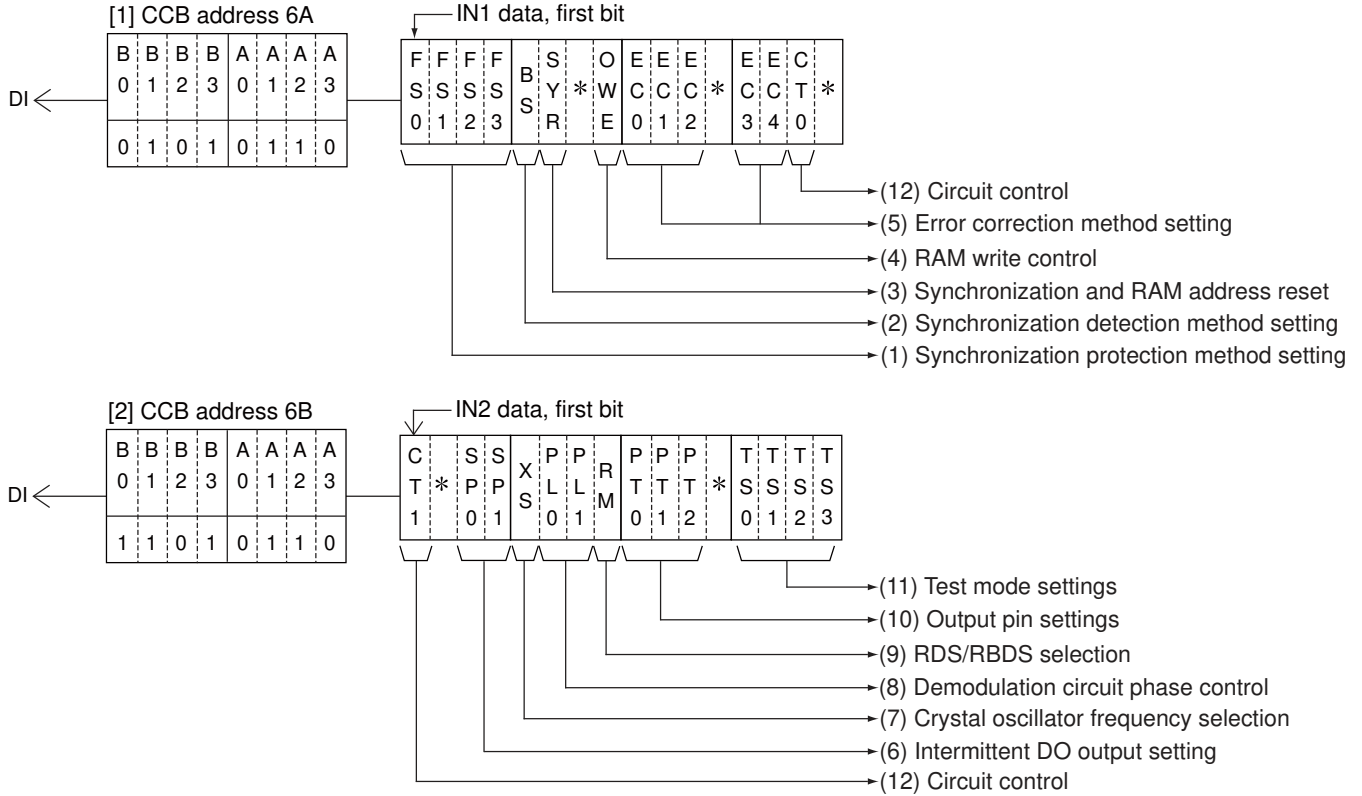 [1] CCB address 6A
IN1 data, first bit
DI
B0 B1 B2 B3 A0 A1 A2 A3
0 1 0 1 0 1 1 0
FS0 FS1 FS2 FS3 BS SYR * OWE EC0 EC1 EC2 * EC3 EC4 CT0 *
(12) Circuit control
(5) Error correction method setting
(4) RAM write control
(3) Synchronization and RAM address reset
(2) Synchronization detection method setting
(1) Synchronization protection method setting
[2] CCB address 6B
IN2 data, first bit
DI
B0 B1 B2 B3 A0 A1 A2 A3
1 1 0 1 0 1 1 0
CT1 * SP0 SP1 XS PL0 PL1 RM PT0 PT1 PT2 * TS0 TS1 TS2 TS3
(11) Test mode settings
(10) Output pin settings
(9) RDS/RBDS selection
(8) Demodulation circuit phase control
(7) Crystal oscillator frequency selection
(6) Intermittent DO output setting
(12) Circuit control